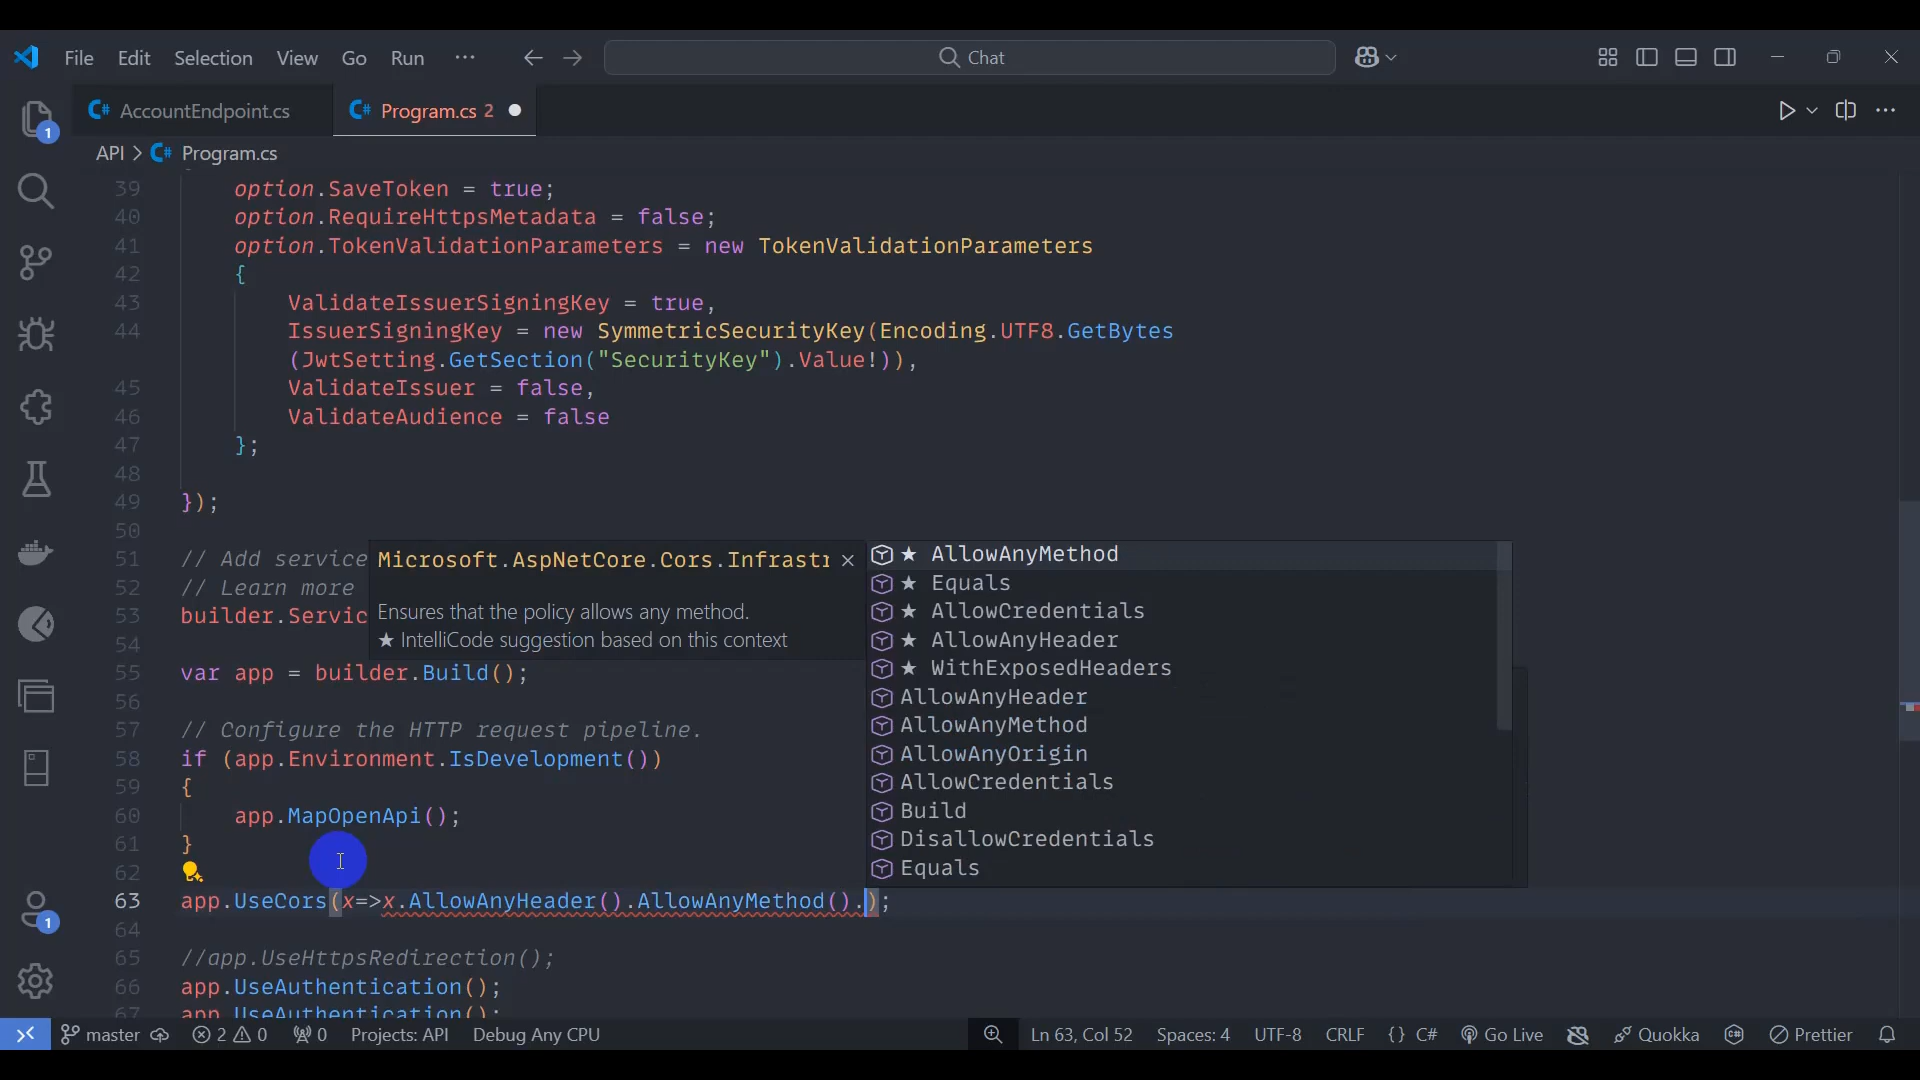 File Edit Selection View Go Run ··· Chat
AccountEndpoint.cs Program.cs 2
API > Program.cs
39 option.SaveToken = true;
40 option.RequireHttpsMetadata = false;
41 option.TokenValidationParameters = new TokenValidationParameters
42 {
43 ValidateIssuerSigningKey = true,
44 IssuerSigningKey = new SymmetricSecurityKey(Encoding.UTF8.GetBytes
(JwtSetting.GetSection("SecurityKey").Value!)),
45 ValidateIssuer = false,
46 ValidateAudience = false
47 };
48
49 });
50
51 // Add service
52 // Learn more
53 builder.Servic
54
Microsoft.AspNetCore.Cors.Infrastr
Ensures that the policy allows any method.
★ IntelliCode suggestion based on this context
★ AllowAnyMethod
★ Equals
★ AllowCredentials
★ AllowAnyHeader
★ WithExposedHeaders
AllowAnyHeader
AllowAnyMethod
AllowAnyOrigin
AllowCredentials
Build
DisallowCredentials
Equals
55 var app = builder.Build();
56
57 // Configure the HTTP request pipeline.
58 if (app.Environment.IsDevelopment())
59 {
60 app.MapOpenApi();
61 }
62
63 app.UseCors(x=>x.AllowAnyHeader().AllowAnyMethod().);
64
65 //app.UseHttpsRedirection();
66 app.UseAuthentication();
67 app.UseAuthentication();
1
1
master 2 0 0 Projects: API Debug Any CPU Ln 63, Col 52 Spaces: 4 UTF-8 CRLF {} C# Go Live Quokka Prettier